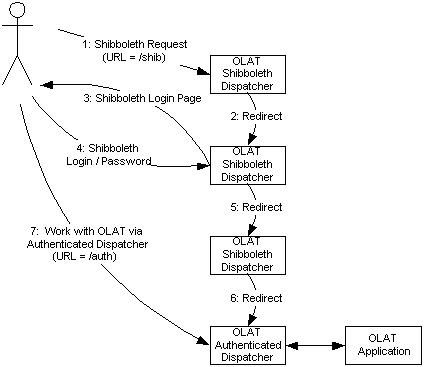 1: Shibboleth Request
(URL = /shib)
OLAT
Shibboleth
Dispatcher
2: Redirect
3: Shibboleth Login Page
4: Shibboleth
Login / Password
OLAT
Shibboleth
Dispatcher
5: Redirect
7: Work with OLAT via
Authenticated Dispatcher
(URL = /auth)
OLAT
Shibboleth
Dispatcher
6: Redirect
OLAT
Authenticated
Dispatcher
OLAT
Application